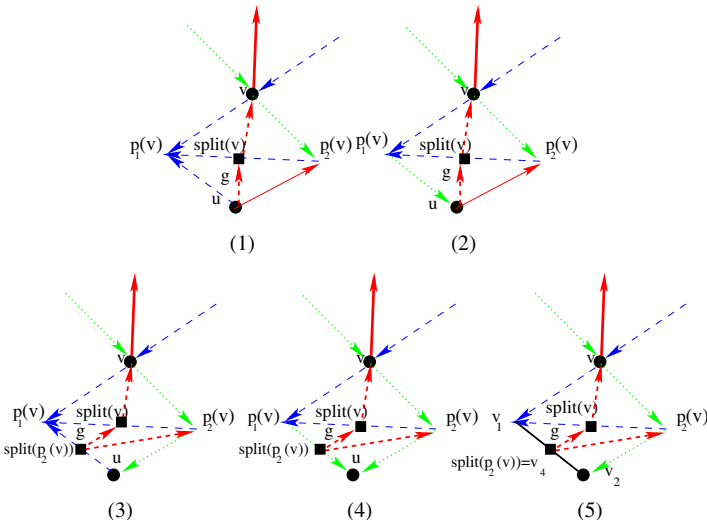 v
p1(v) split(v) p2(v)
g
u
(1)
v
p1(v) split(v) p2(v)
g
u
(2)
v
p1(v) split(v) p2(v)
g
split(p2(v)) u
(3)
v
p1(v) split(v) p2(v)
g
split(p2(v)) u
(4)
v
v1 split(v) p2(v)
g
split(p2(v))=v4 v2
(5)